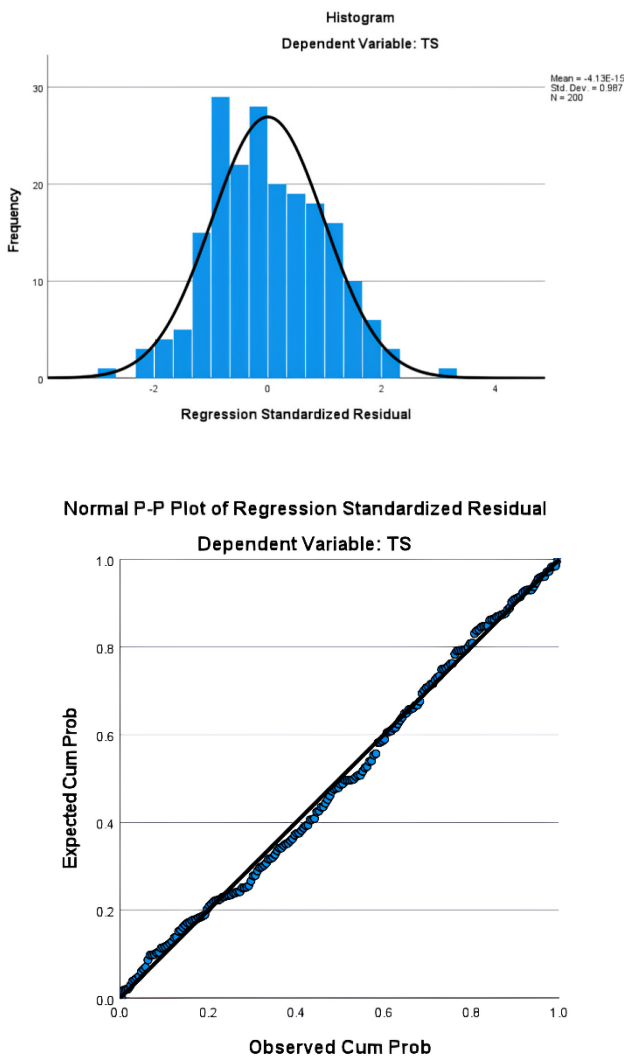 Histogram
Dependent Variable: TS
Mean = -4.13E-15
Std. Dev. = 0.987
N = 200
30
20
10
0
Frequency
-2
0
2
4
Regression Standardized Residual
Normal P-P Plot of Regression Standardized Residual
Dependent Variable: TS
1.0
0.8
0.6
0.4
0.2
0.0
Expected Cum Prob
0.0
0.2
0.4
0.6
0.8
1.0
Observed Cum Prob